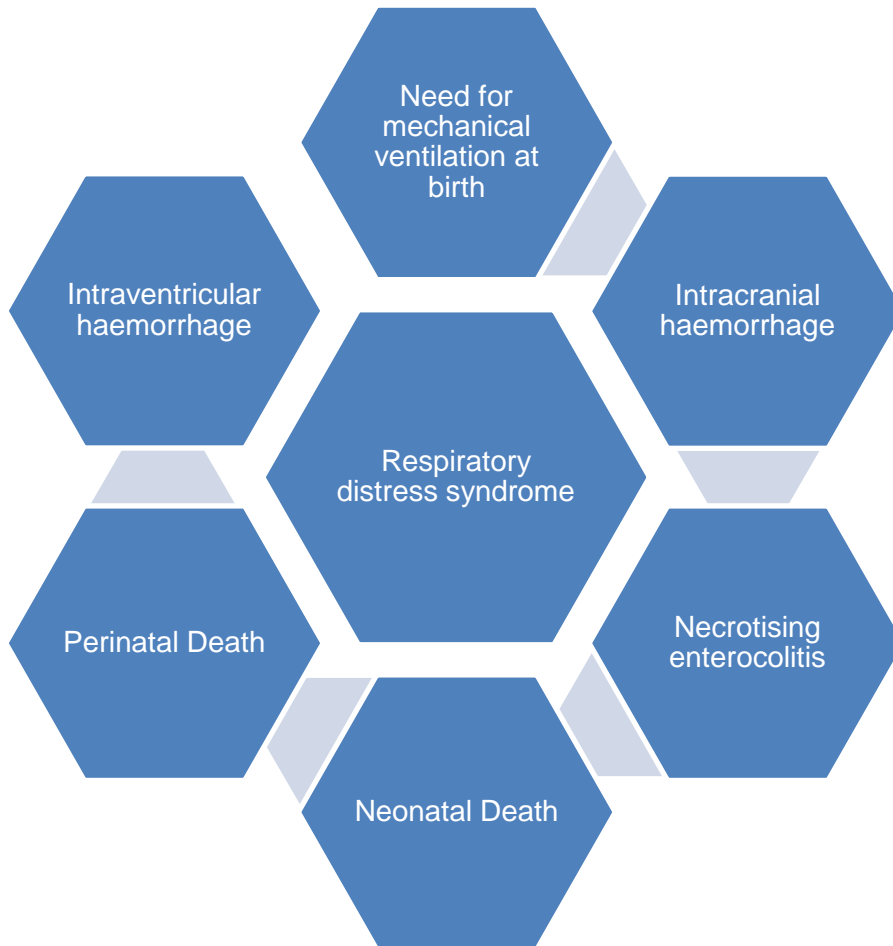 Need for
mechanical
ventilation at
birth
Intraventricular
haemorrhage
Intracranial
haemorrhage
Respiratory
distress syndrome
Perinatal Death
Necrotising
enterocolitis
Neonatal Death